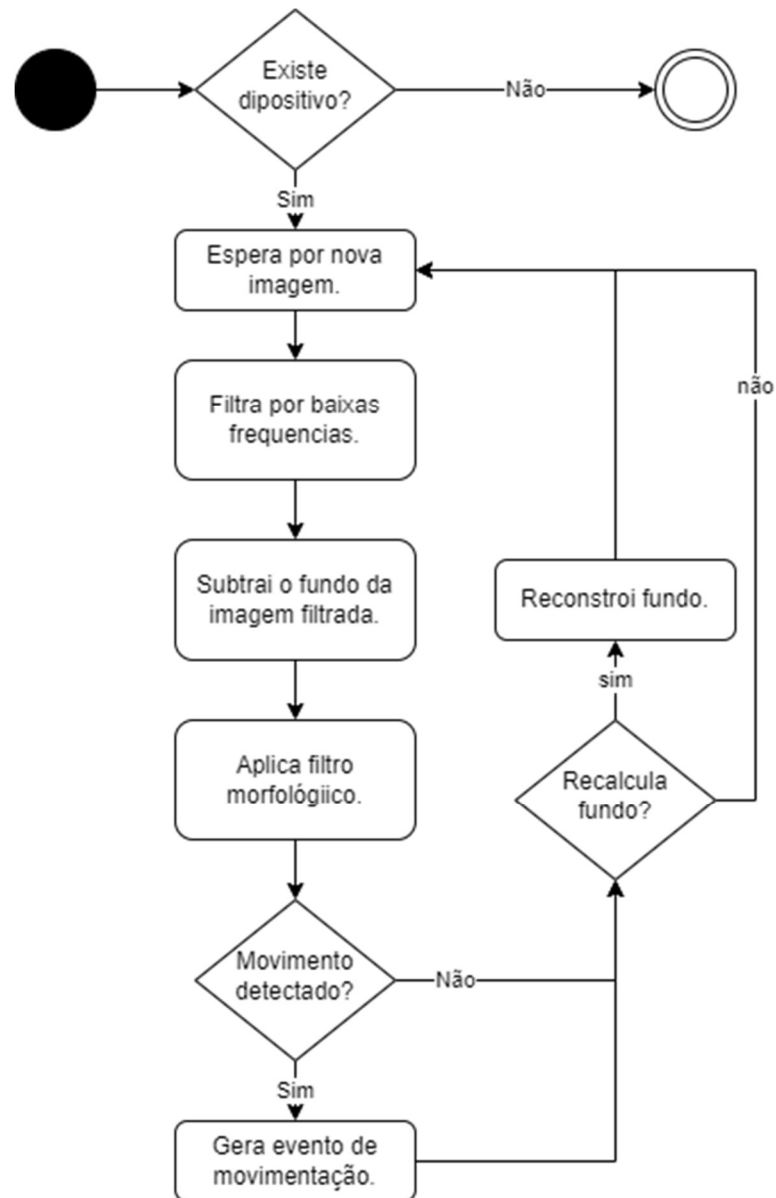 Existe
dipositivo?
Não
Sim
Espera por nova
imagem.
Filtra por baixas
frequencias.
não
Subtrai o fundo da
imagem filtrada.
Reconstroi fundo.
sim
Aplica filtro
morfológiico.
Recalcula
fundo?
Movimento
detectado?
Não
Sim
Gera evento de
movimentação.